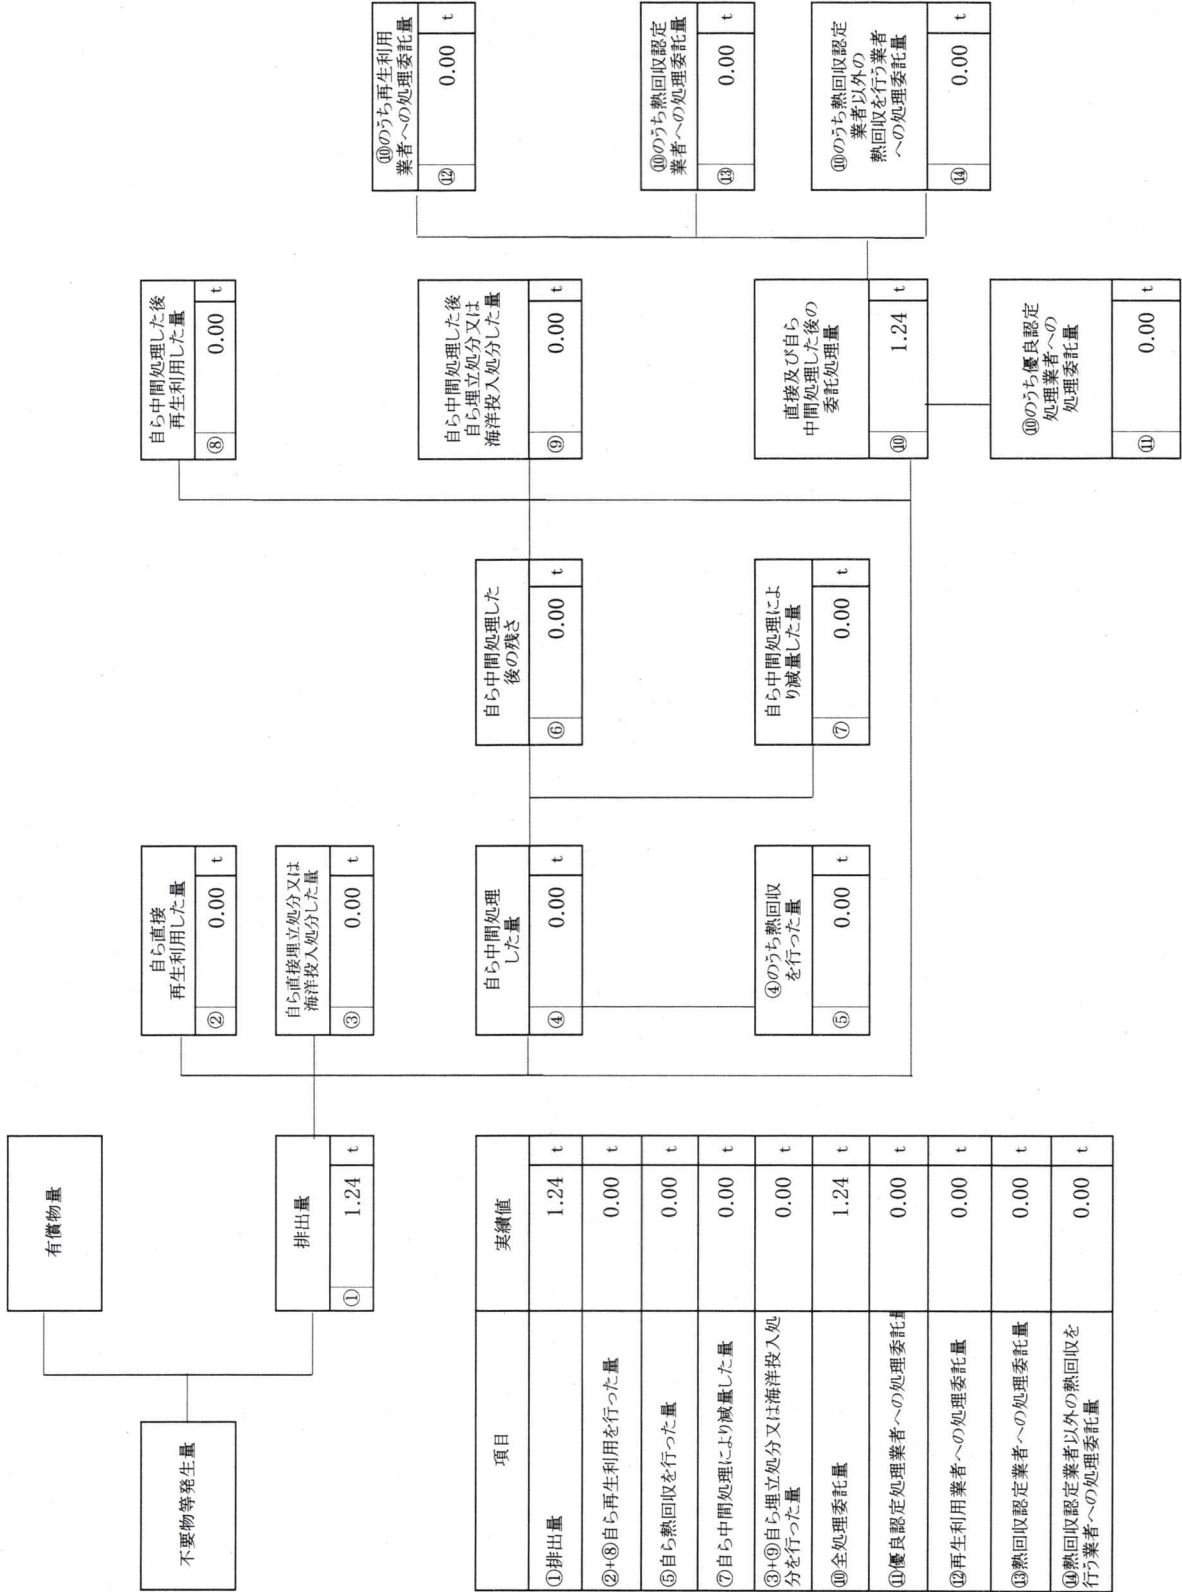 不要物等発生量
有償物量
排出量
① 1.24 t
自ら直接
再生利用した量
② 0.00 t
自ら直接埋立処分又は
海洋投入処分した量
③ 0.00 t
自ら中間処理
した量
④ 0.00 t
④のうち熱回収
を行った量
⑤ 0.00 t
自ら中間処理した
後の残さ
⑥ 0.00 t
自ら中間処理によ
り減量した量
⑦ 0.00 t
自ら中間処理した後
再生利用した量
⑧ 0.00 t
自ら中間処理した後
自ら埋立処分又は
海洋投入処分した量
⑨ 0.00 t
直接及び自ら
中間処理した後の
委託処理量
⑩ 1.24 t
⑩のうち優良認定
処理業者への
処理委託量
⑪ 0.00 t
⑩のうち再生利用
業者への処理委託量
⑫ 0.00 t
⑩のうち熱回収認定
業者への処理委託量
⑬ 0.00 t
⑩のうち熱回収認定
業者以外の
熱回収を行う業者
への処理委託量
⑭ 0.00 t
項目 実績値
①排出量 1.24 t
②+⑧自ら再生利用を行った量 0.00 t
⑤自ら熱回収を行った量 0.00 t
⑦自ら中間処理により減量した量 0.00 t
③+⑨自ら埋立処分又は海洋投入処
分を行った量 0.00 t
⑩全処理委託量 1.24 t
⑪優良認定処理業者への処理委託量 0.00 t
⑫再生利用業者への処理委託量 0.00 t
⑬熱回収認定業者への処理委託量 0.00 t
⑭熱回収認定業者以外の熱回収を
行う業者への処理委託量 0.00 t